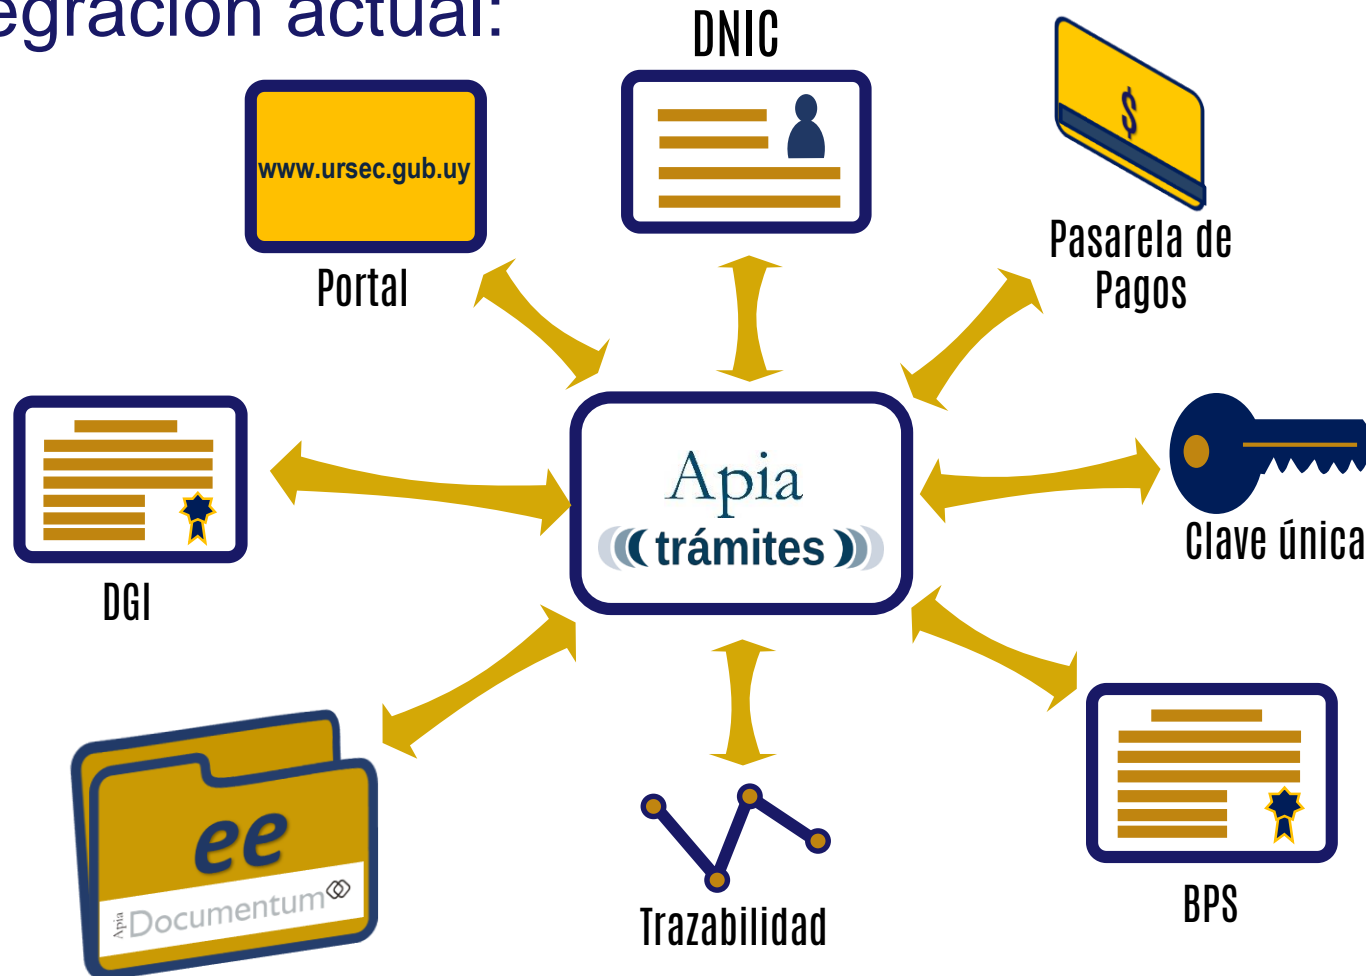 egración actual:
DNIC
$
www.ursec.gub.uy
Pasarela de
Pagos
Portal
Apia
trámites
Clave única
DGI
ee
Apia Documentum
Trazabilidad
BPS